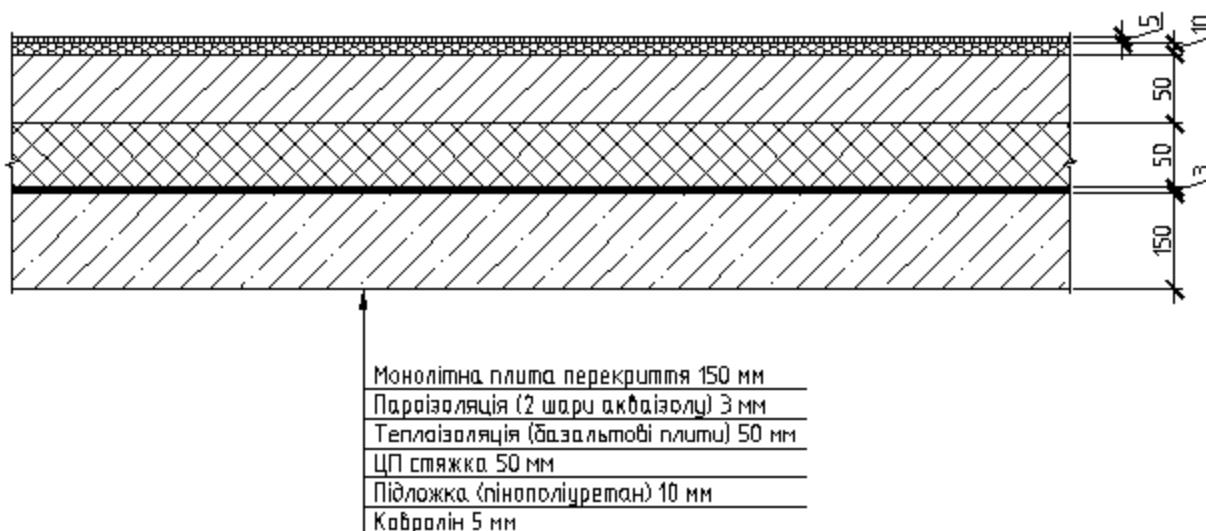 5
10
50
50
3
150
Монолітна плита перекриття 150 мм
Пароізоляція (2 шари акваізолу) 3 мм
Теплоізоляція (базальтові плити) 50 мм
ЦП стяжка 50 мм
Підложка (пінополіуретан) 10 мм
Ковролін 5 мм